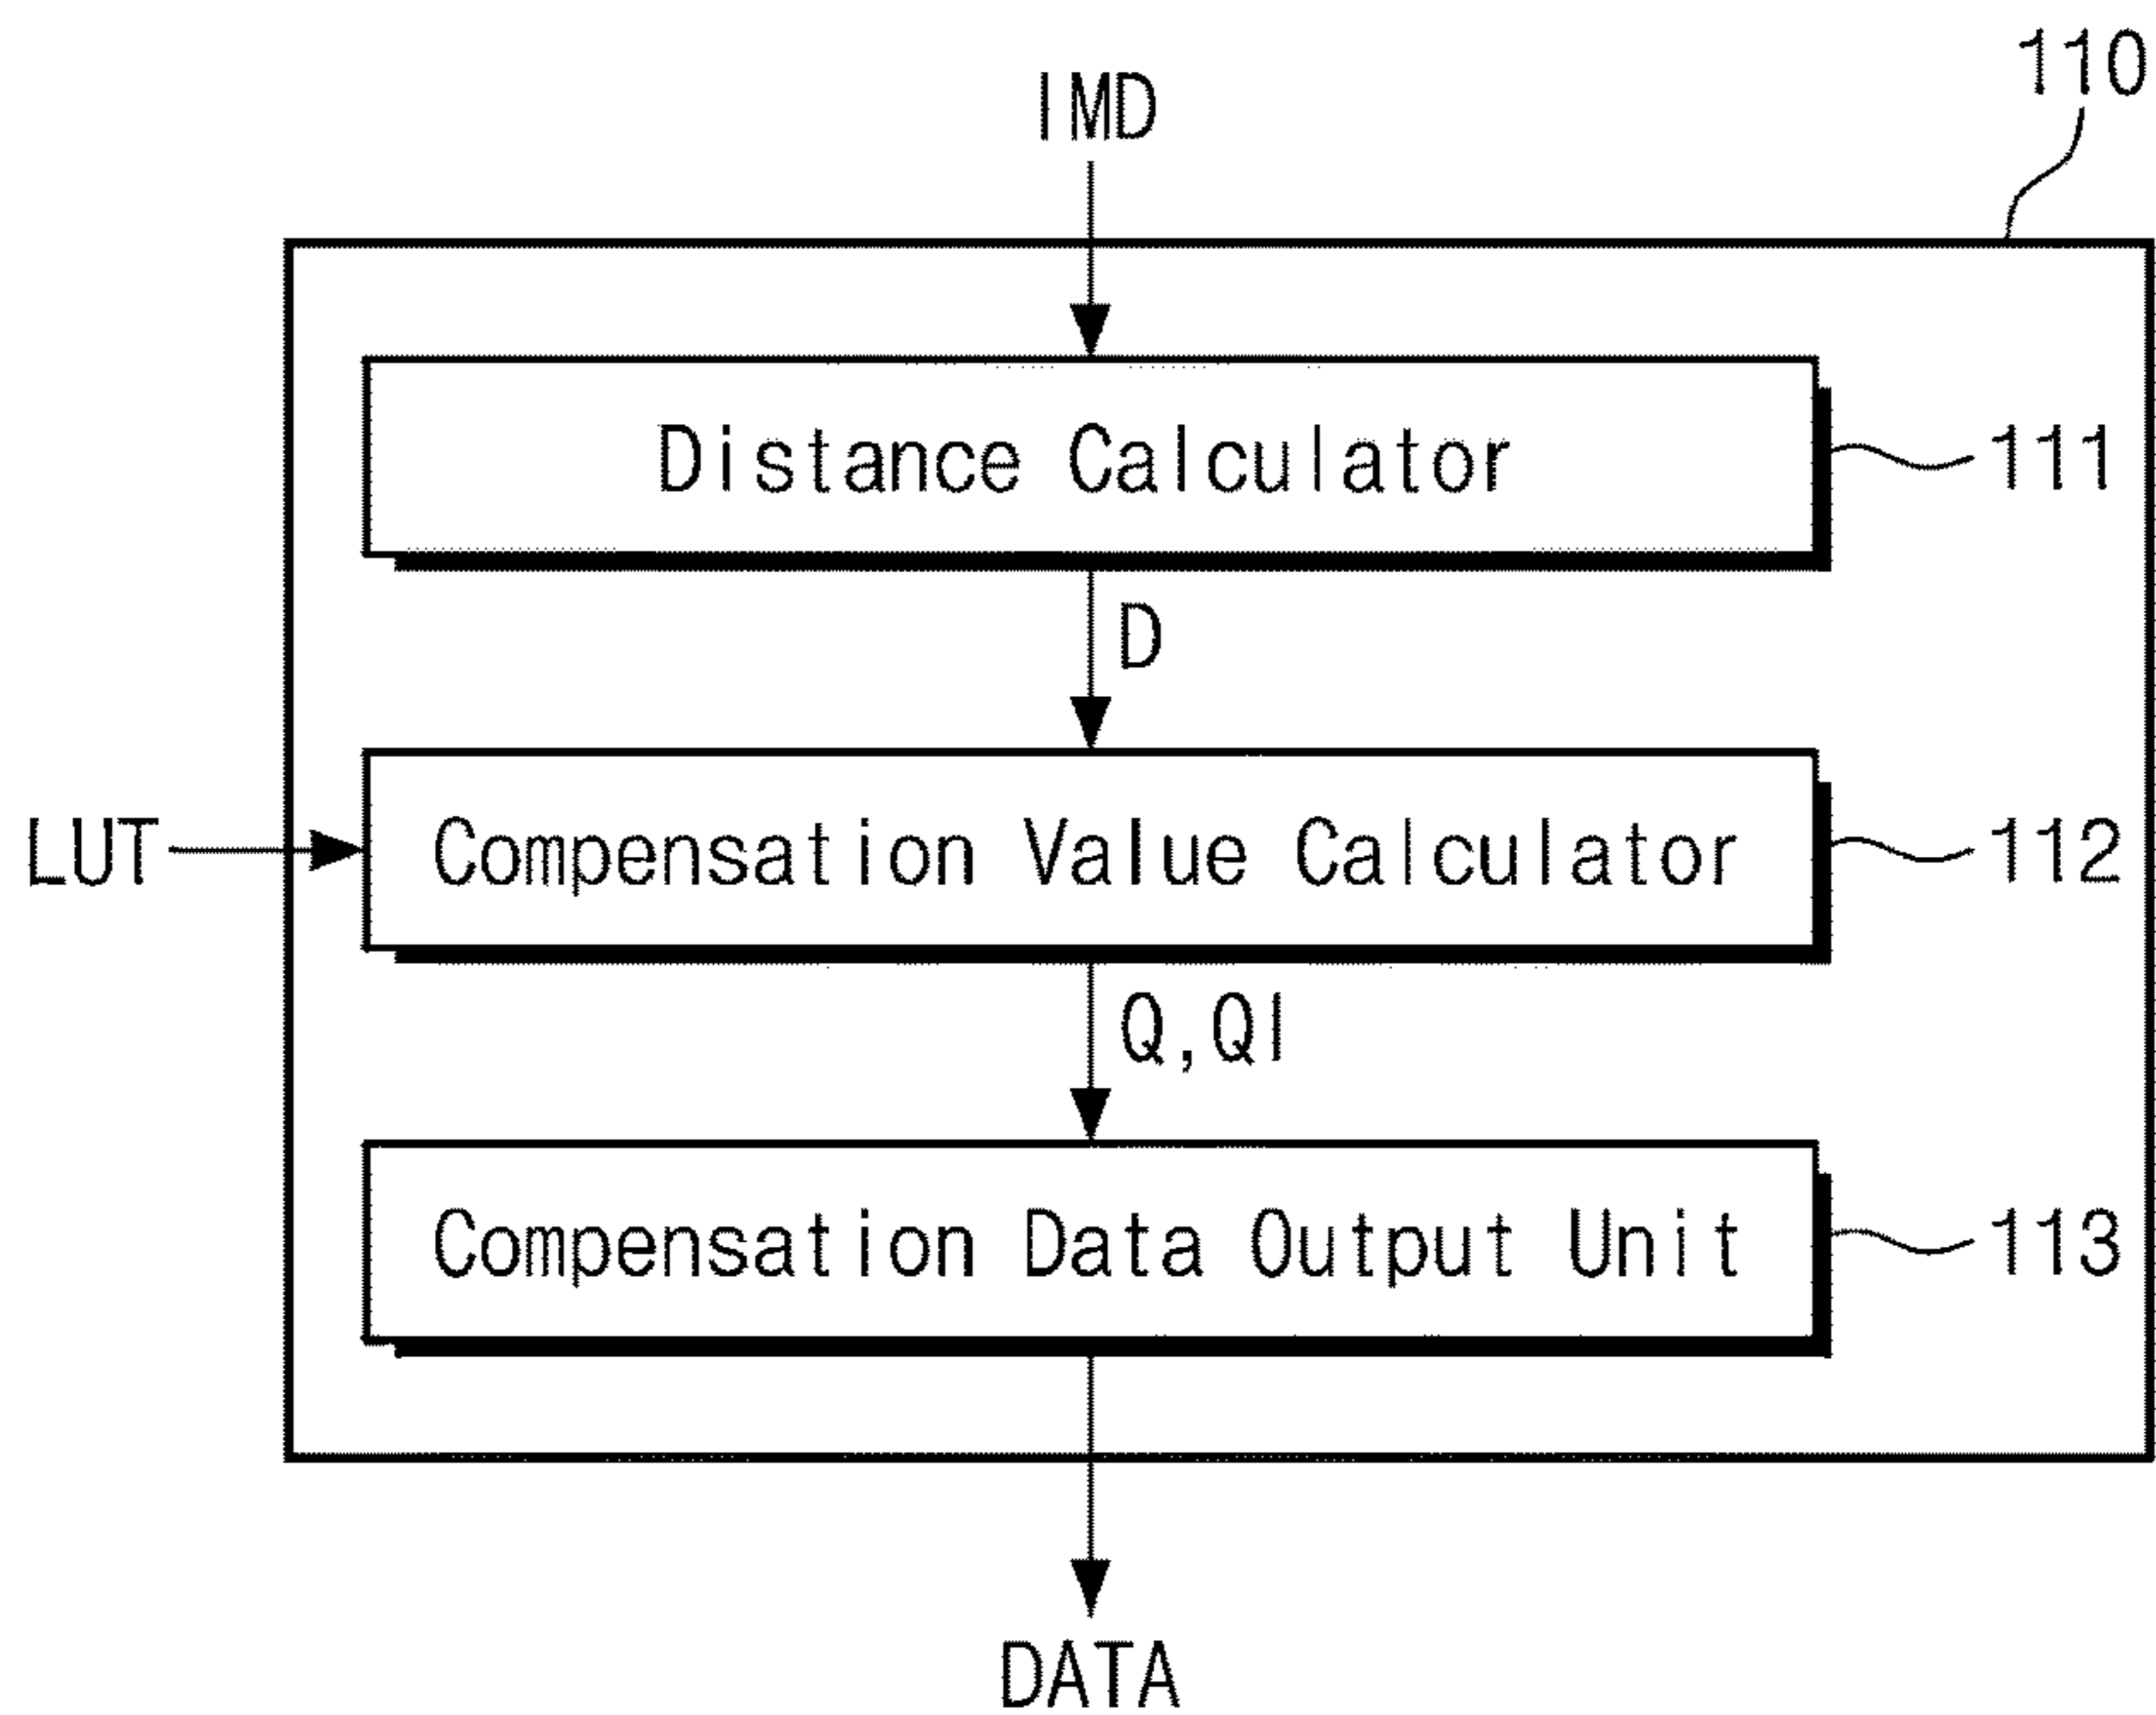 110
IMD
Distance Calculator
111
D
LUT
Compensation Value Calculator
112
Q,QI
Compensation Data Output Unit
113
DATA